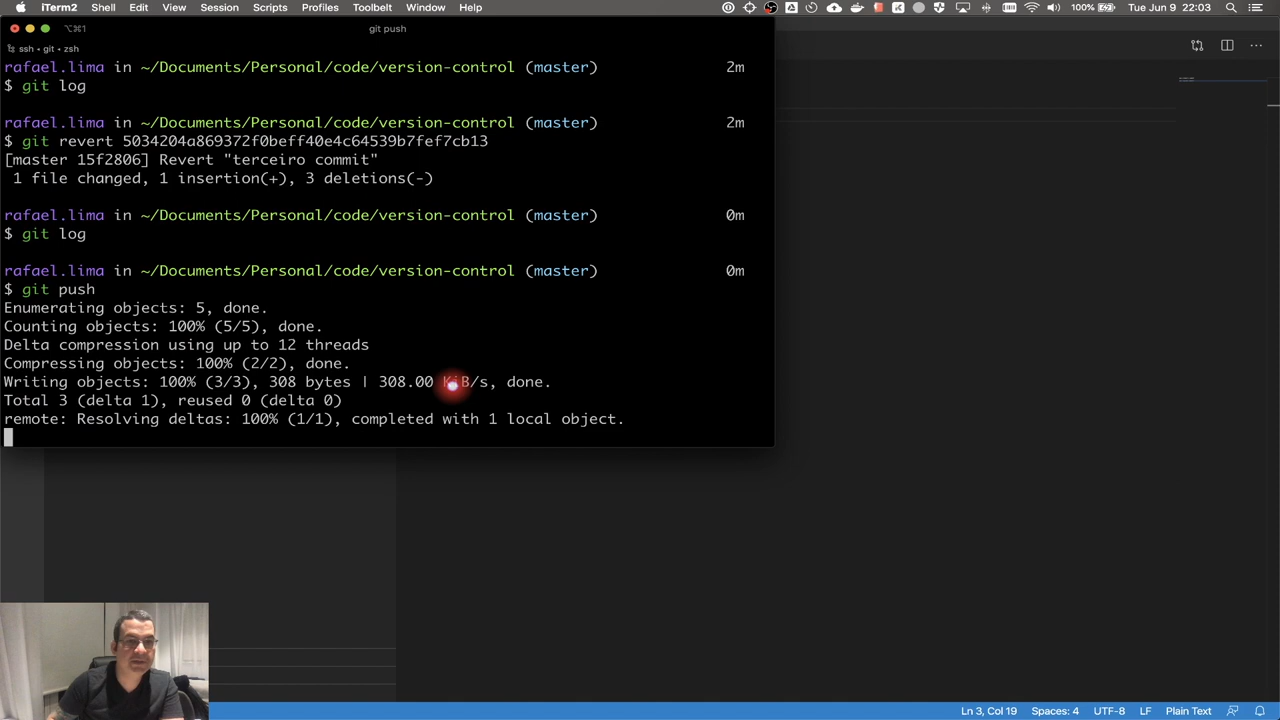 iTerm2 Shell Edit View Session Scripts Profiles Toolbelt Window Help 100% Tue Jun 9 22:03
⌥⌘1 git push
ssh • git • zsh
rafael.lima in ~/Documents/Personal/code/version-control (master) 2m
$ git log
rafael.lima in ~/Documents/Personal/code/version-control (master) 2m
$ git revert 5034204a869372f0beff40e4c64539b7fef7cb13
[master 15f2806] Revert "terceiro commit"
1 file changed, 1 insertion(+), 3 deletions(-)
rafael.lima in ~/Documents/Personal/code/version-control (master) 0m
$ git log
rafael.lima in ~/Documents/Personal/code/version-control (master) 0m
$ git push
Enumerating objects: 5, done.
Counting objects: 100% (5/5), done.
Delta compression using up to 12 threads
Compressing objects: 100% (2/2), done.
Writing objects: 100% (3/3), 308 bytes | 308.00 KiB/s, done.
Total 3 (delta 1), reused 0 (delta 0)
remote: Resolving deltas: 100% (1/1), completed with 1 local object.
Ln 3, Col 19 Spaces: 4 UTF-8 LF Plain Text